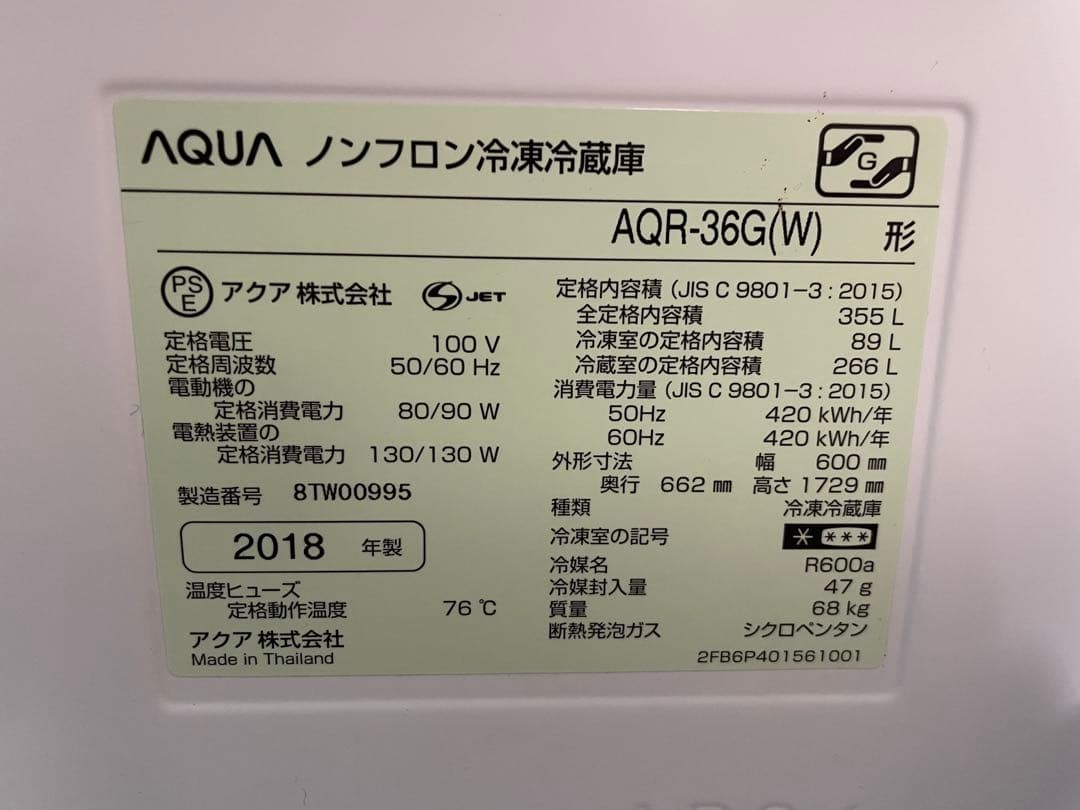 AQUA ノンフロン冷凍冷蔵庫
G
AQR-36G(W) 形
PS E アクア 株式会社 S JET
定格電圧 100 V
定格周波数 50/60 Hz
電動機の
定格消費電力 80/90 W
電熱装置の
定格消費電力 130/130 W
製造番号 8TW00995
2018 年製
温度ヒューズ
定格動作温度 76 ℃
アクア 株式会社
Made in Thailand
定格内容積 (JIS C 9801-3 : 2015)
全定格内容積 355 L
冷凍室の定格内容積 89 L
冷蔵室の定格内容積 266 L
消費電力量 (JIS C 9801-3 : 2015)
50Hz 420 kWh/年
60Hz 420 kWh/年
外形寸法 幅 600 ㎜
奥行 662 ㎜ 高さ 1729 ㎜
種類 冷凍冷蔵庫
冷凍室の記号 * ***
冷媒名 R600a
冷媒封入量 47 g
質量 68 kg
断熱発泡ガス シクロペンタン
2FB6P401561001